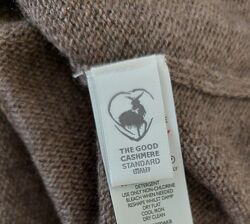 THE GOOD
CASHMERE
STANDARD
DETERGENT
USE ONLY NON-CHLORINE
BLEACH WHEN NEEDED
RESHAPE WHILST DAMP
DRY FLAT
COOL IRON
DRY CLEAN